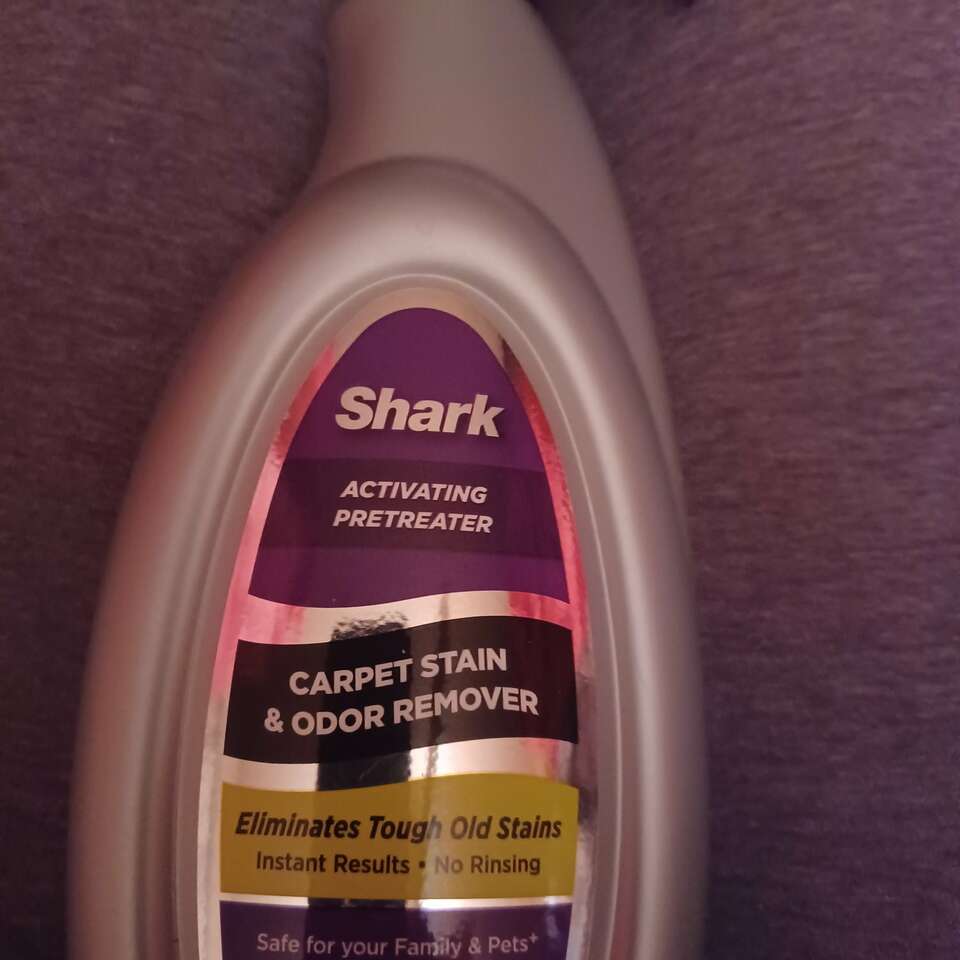 Shark
ACTIVATING
PRETREATER
CARPET STAIN
& ODOR REMOVER
Eliminates Tough Old Stains
Instant Results • No Rinsing
Safe for your Family & Pets+